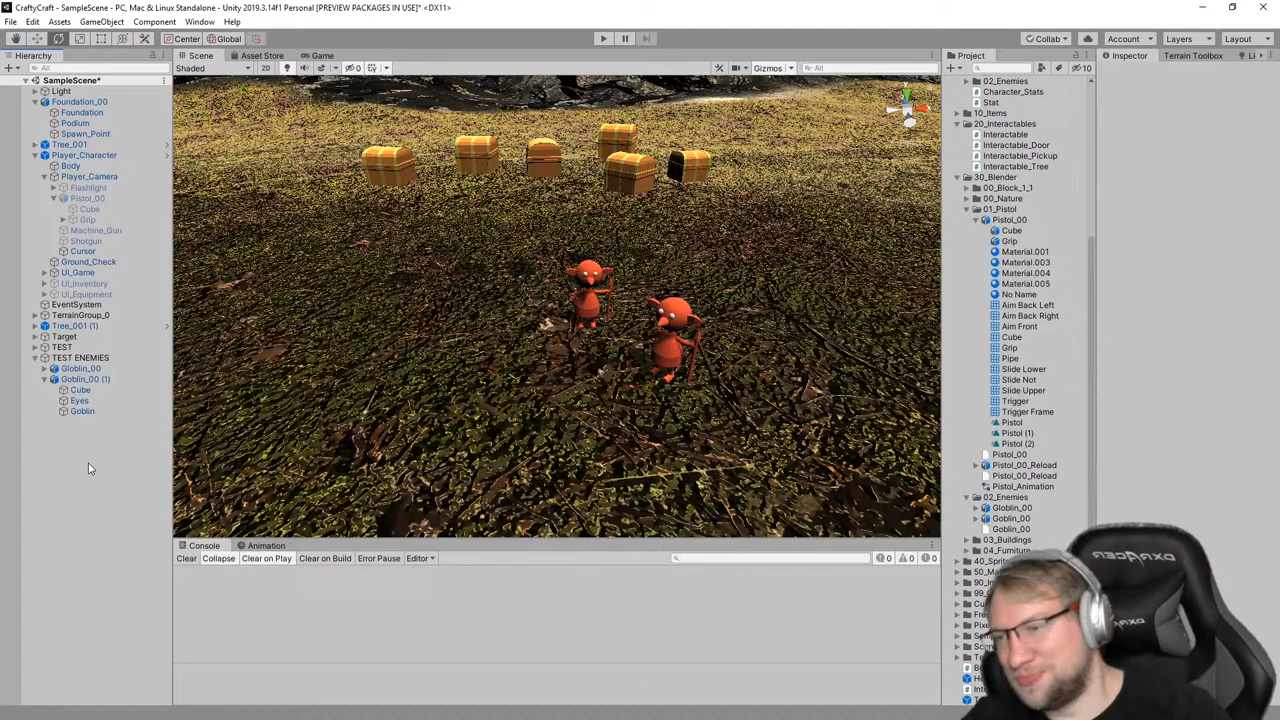 CraftyCraft - SampleScene - PC, Mac & Linux Standalone - Unity 2019.3.14f1 Personal [PREVIEW PACKAGES IN USE]* <DX11>
File Edit Assets GameObject Component Window Help
Center Global Collab Account Layers Layout
Hierarchy
All
SampleScene*
Light
Foundation_00
Foundation
Podium
Spawn_Point
Tree_001
Player_Character
Body
Player_Camera
Flashlight
Pistol_00
Cube
Grip
Machine_Gun
Shotgun
Cursor
Ground_Check
UI_Game
UI_Inventory
UI_Equipment
EventSystem
TerrainGroup_0
Tree_001 (1)
Target
TEST
TEST ENEMIES
Globlin_00
Goblin_00 (1)
Cube
Eyes
Goblin
Scene Asset Store Game
Shaded 2D 0 Gizmos All
Console Animation
Clear Collapse Clear on Play Clear on Build Error Pause Editor 0 0 0
Project
10
02_Enemies
Character_Stats
Stat
10_Items
20_Interactables
Interactable
Interactable_Door
Interactable_Pickup
Interactable_Tree
30_Blender
00_Block_1_1
00_Nature
01_Pistol
Pistol_00
Cube
Grip
Material.001
Material.003
Material.004
Material.005
No Name
Aim Back Left
Aim Back Right
Aim Front
Cube
Grip
Pipe
Slide Lower
Slide Not
Slide Upper
Trigger
Trigger Frame
Pistol
Pistol (1)
Pistol (2)
Pistol_00
Pistol_00_Reload
Pistol_00_Reload
Pistol_Animation
02_Enemies
Globlin_00
Goblin_00
Goblin_00
03_Buildings
04_Furniture
Inspector Terrain Toolbox Li
DXRACER